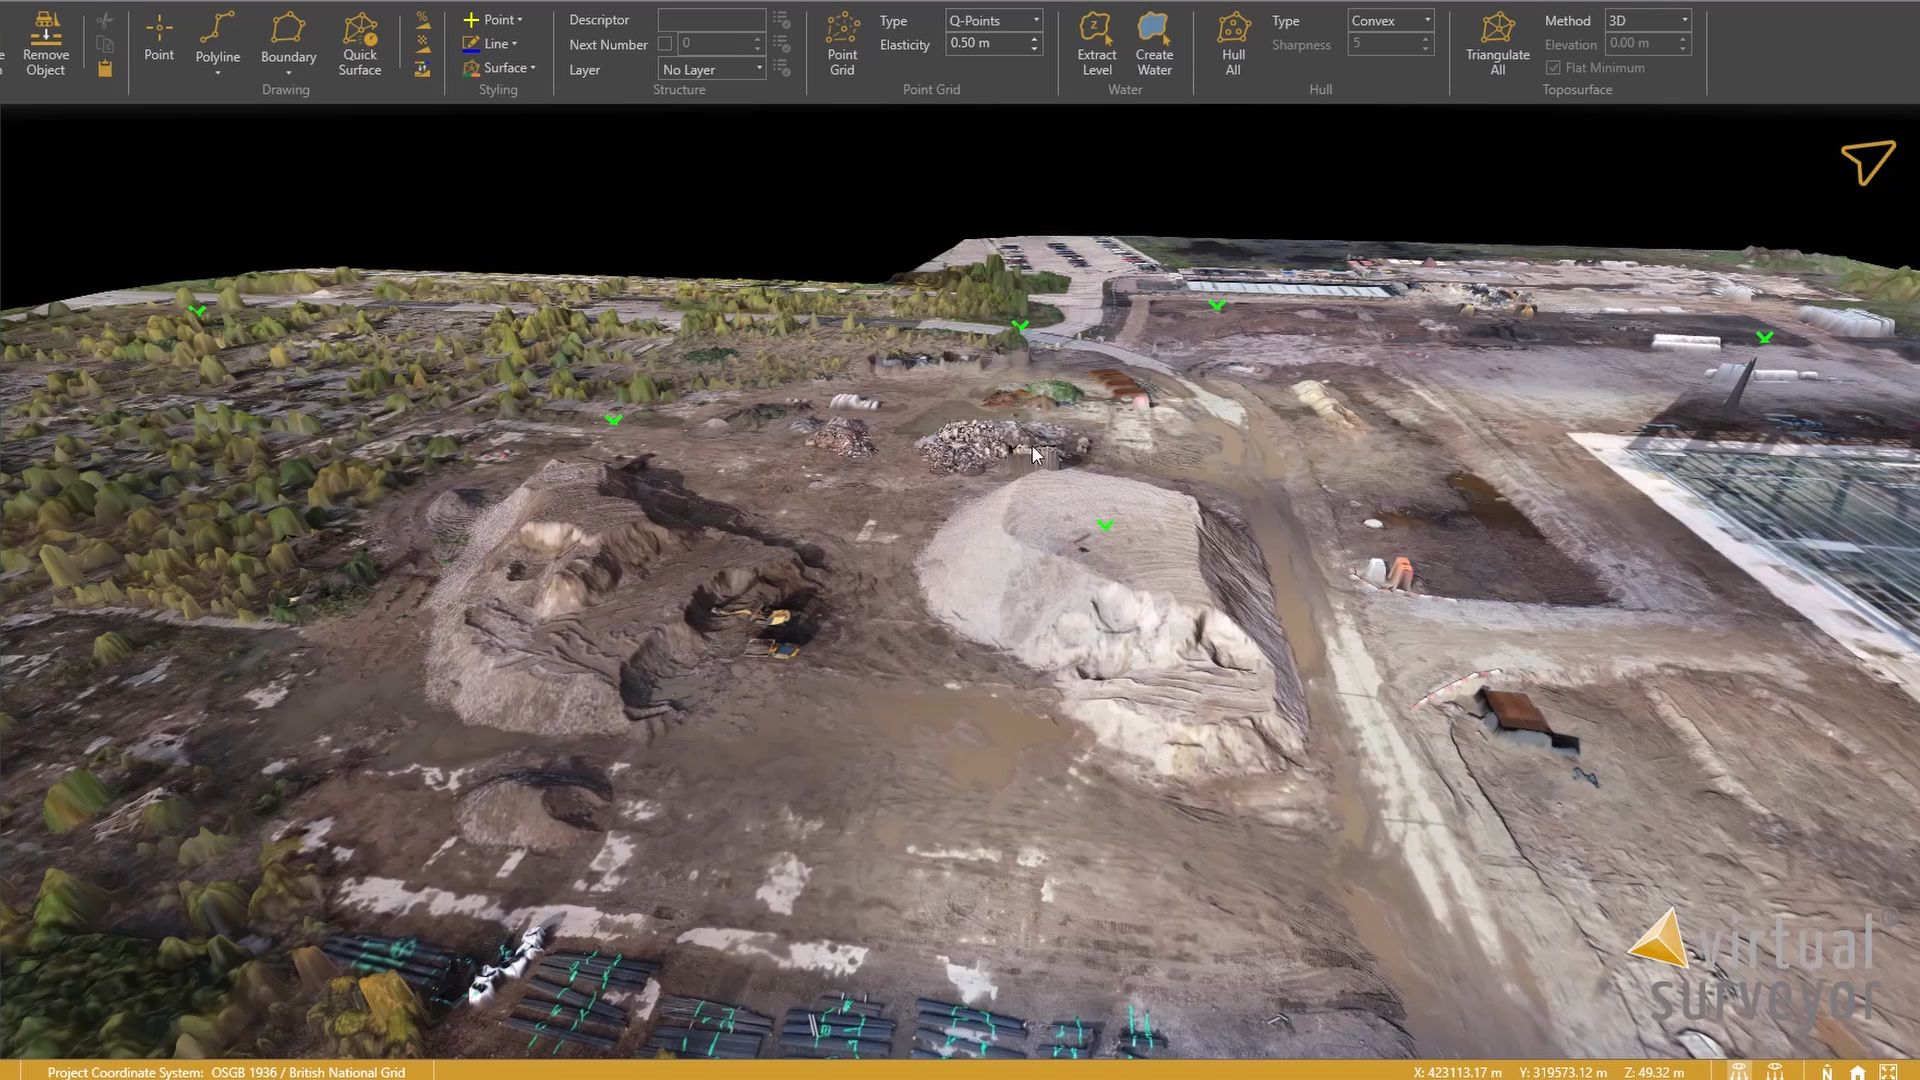 Remove
Object
Point
Polyline
Boundary
Quick
Surface
Drawing
Point
Line
Surface
Styling
Descriptor
Next Number
0
Layer
No Layer
Structure
Point
Grid
Type
Q-Points
Elasticity
0.50 m
Point Grid
Extract
Level
Create
Water
Water
Hull
All
Type
Convex
Sharpness
5
Hull
Triangulate
All
Method
3D
Elevation
0.00 m
Flat Minimum
Toposurface
virtual
surveyor
Project Coordinate System: OSGB 1936 / British National Grid
X: 423113.17 m Y: 319573.12 m Z: 49.32 m